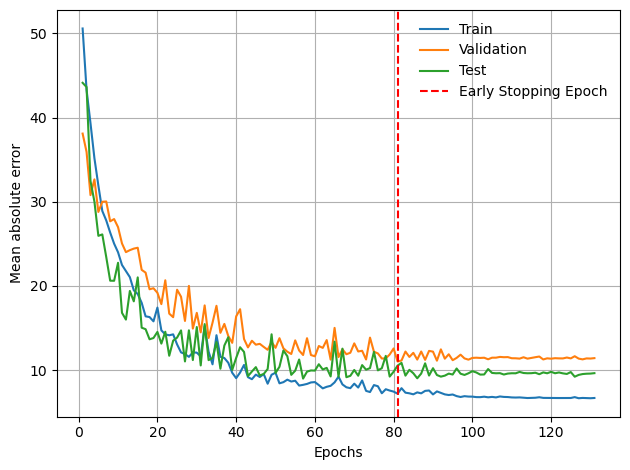 Train
Validation
Test
Early Stopping Epoch
Mean absolute error
50
40
30
20
10
0 20 40 60 80 100 120
Epochs